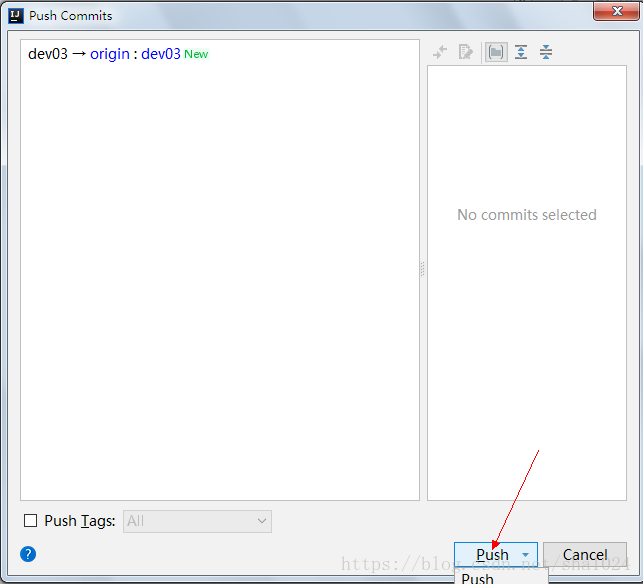 Push Commits
dev03 → origin : dev03 New
No commits selected
Push Tags: All
? Push Cancel
Push
https://blog.csdn.net/sha1024